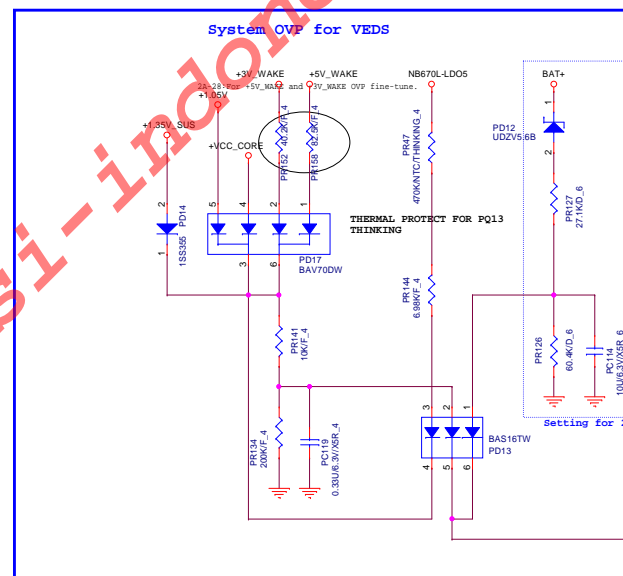 System OVP for VEDS
+3V_WAKE
+5V_WAKE
NB670L-LDO5
BAT+
2A-28:For +5V_WAKE and +3V_WAKE OVP fine-tune.
+1.05V
+1.35V_SUS
+VCC_CORE
PR152
40.2K/F_4
PR158
82.5K/F_4
PR47
470K/NTC/THINKING_4
1
PD12
UDZV5.6B
2
PR127
27.1K/D_6
2
PD14
1SS355
1
5
4
2
1
PD17
BAV70DW
3
6
THERMAL PROTECT FOR PQ13
THINKING
PR144
6.98K/F_4
PR141
10K/F_4
PR126
60.4K/D_6
PC114
10U/6.3V/X5R_6
PR134
200K/F_4
PC119
0.33U/6.3V/X5R_4
3
2
1
BAS16TW
PD13
4
5
6
Setting for 2
si-indone